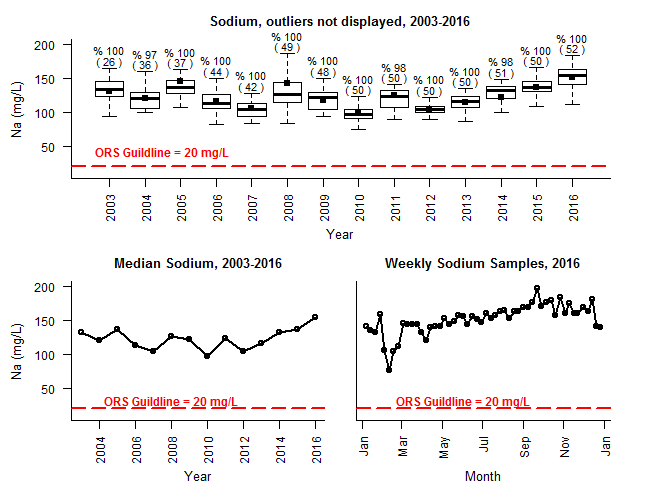 Sodium, outliers not displayed, 2003-2016
Na (mg/L)
200
150
100
50
% 100
( 26 )
% 97
( 36 )
% 100
( 37 )
% 100
( 44 )
% 100
( 42 )
% 100
( 49 )
% 100
( 48 )
% 100
( 50 )
% 98
( 50 )
% 100
( 50 )
% 100
( 50 )
% 98
( 51 )
% 100
( 50 )
% 100
( 52 )
ORS Guildline = 20 mg/L
2003 2004 2005 2006 2007 2008 2009 2010 2011 2012 2013 2014 2015 2016
Year
Median Sodium, 2003-2016
Na (mg/L)
200
150
100
50
ORS Guildline = 20 mg/L
2004 2006 2008 2010 2012 2014 2016
Year
Weekly Sodium Samples, 2016
ORS Guildline = 20 mg/L
Jan Mar May Jul Sep Nov Jan
Month